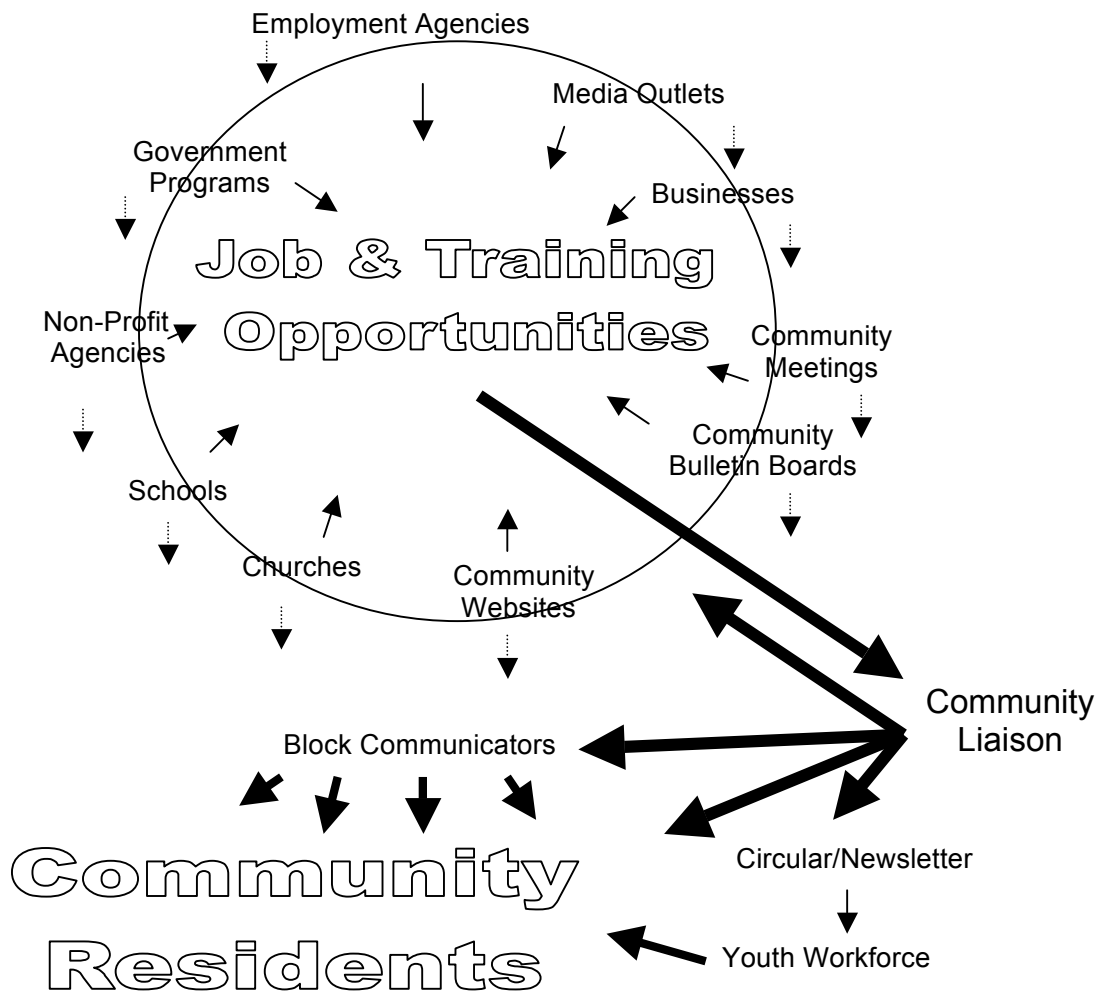 Employment Agencies
Media Outlets
Government
Programs
Businesses
Job & Training
Opportunities
Non-Profit
Agencies
Community
Meetings
Community
Bulletin Boards
Schools
Churches
Community
Websites
Community
Liaison
Block Communicators
Circular/Newsletter
Community
Residents
Youth Workforce